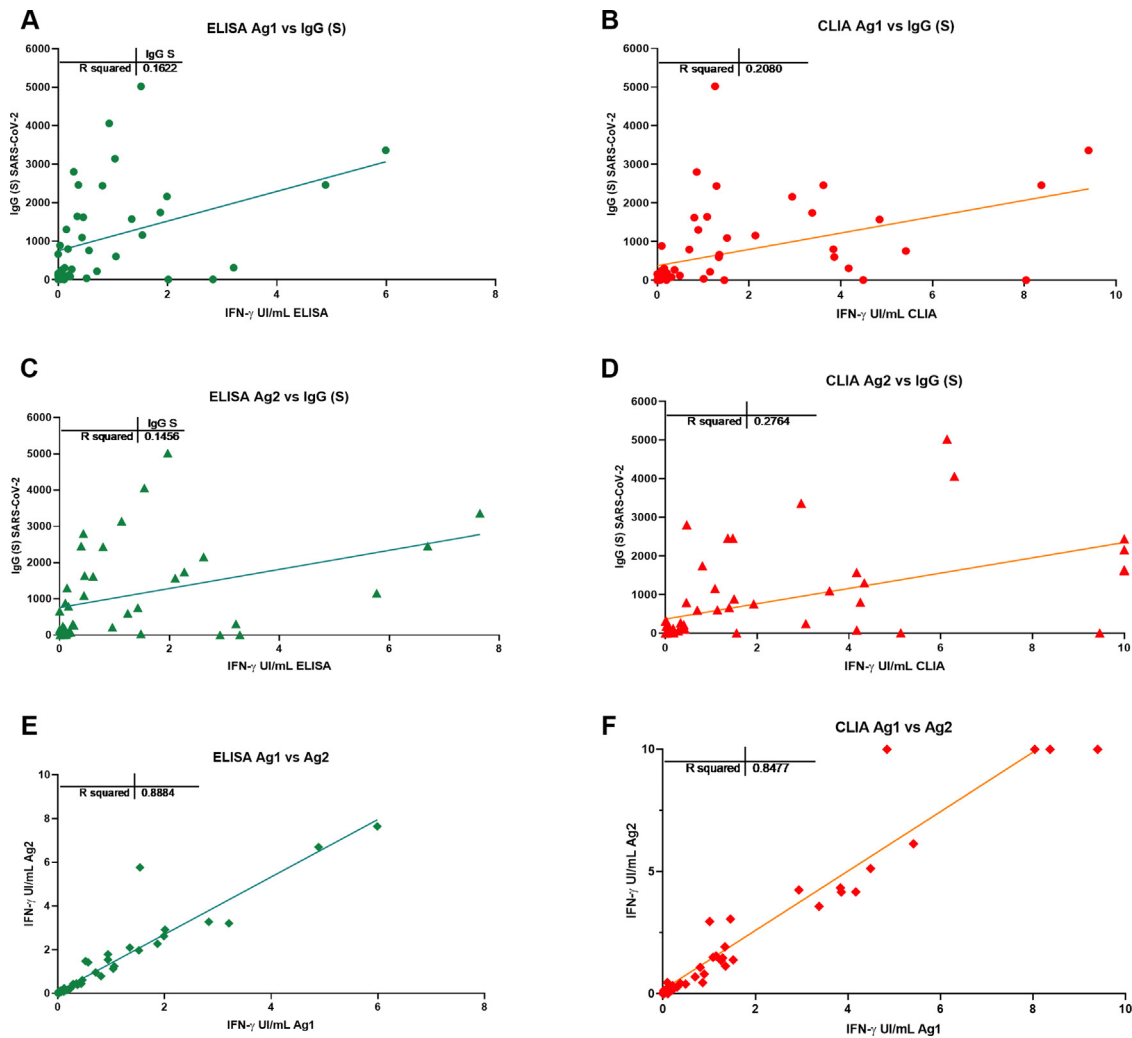 A
ELISA Ag1 vs IgG (S)
IgG S
R squared 0.1622
IgG (S) SARS-CoV-2
6000
5000
4000
3000
2000
1000
0
0 2 4 6 8
IFN-γ UI/mL ELISA
B
CLIA Ag1 vs IgG (S)
R squared 0.2080
IgG (S) SARS-CoV-2
6000
5000
4000
3000
2000
1000
0
0 2 4 6 8 10
IFN-γ UI/mL CLIA
C
ELISA Ag2 vs IgG (S)
IgG S
R squared 0.1456
IgG (S) SARS-CoV-2
6000
5000
4000
3000
2000
1000
0
0 2 4 6 8
IFN-γ UI/mL ELISA
D
CLIA Ag2 vs IgG (S)
R squared 0.2764
IgG (S) SARS-CoV-2
6000
5000
4000
3000
2000
1000
0
0 2 4 6 8 10
IFN-γ UI/mL CLIA
E
ELISA Ag1 vs Ag2
R squared 0.8884
IFN-γ UI/mL Ag2
10
8
6
4
2
0
0 2 4 6 8
IFN-γ UI/mL Ag1
F
CLIA Ag1 vs Ag2
R squared 0.8477
IFN-γ UI/mL Ag2
10
5
0
0 2 4 6 8 10
IFN-γ UI/mL Ag1